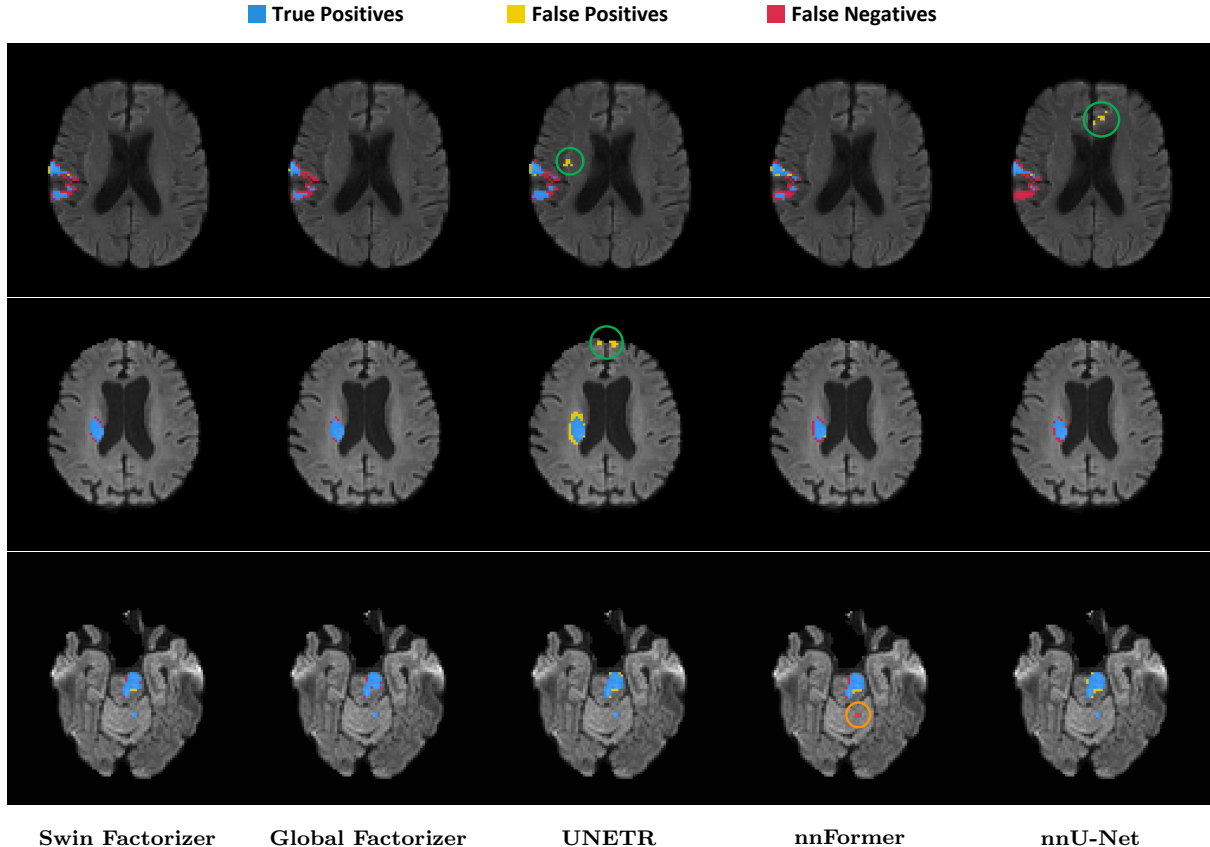 True Positives False Positives False Negatives
Swin Factorizer Global Factorizer UNETR nnFormer nnU-Net